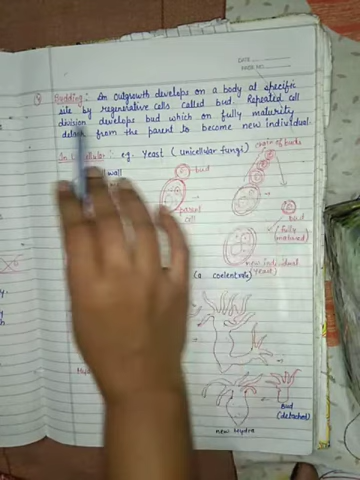 DATE
PAGE NO.
Budding: An outgrowth develops on a body at specific
site by regenerative cells called bud. Repeated cell
division develops bud which on fully maturity,
detach from the parent to become new individual.
eg. Yeast (unicellular fungi)
chain of buds
wall
bud
parent
cell
bud
(fully
matured)
new individual
yeast)
(a coelentrate)
bud
(detached)
new Hydra